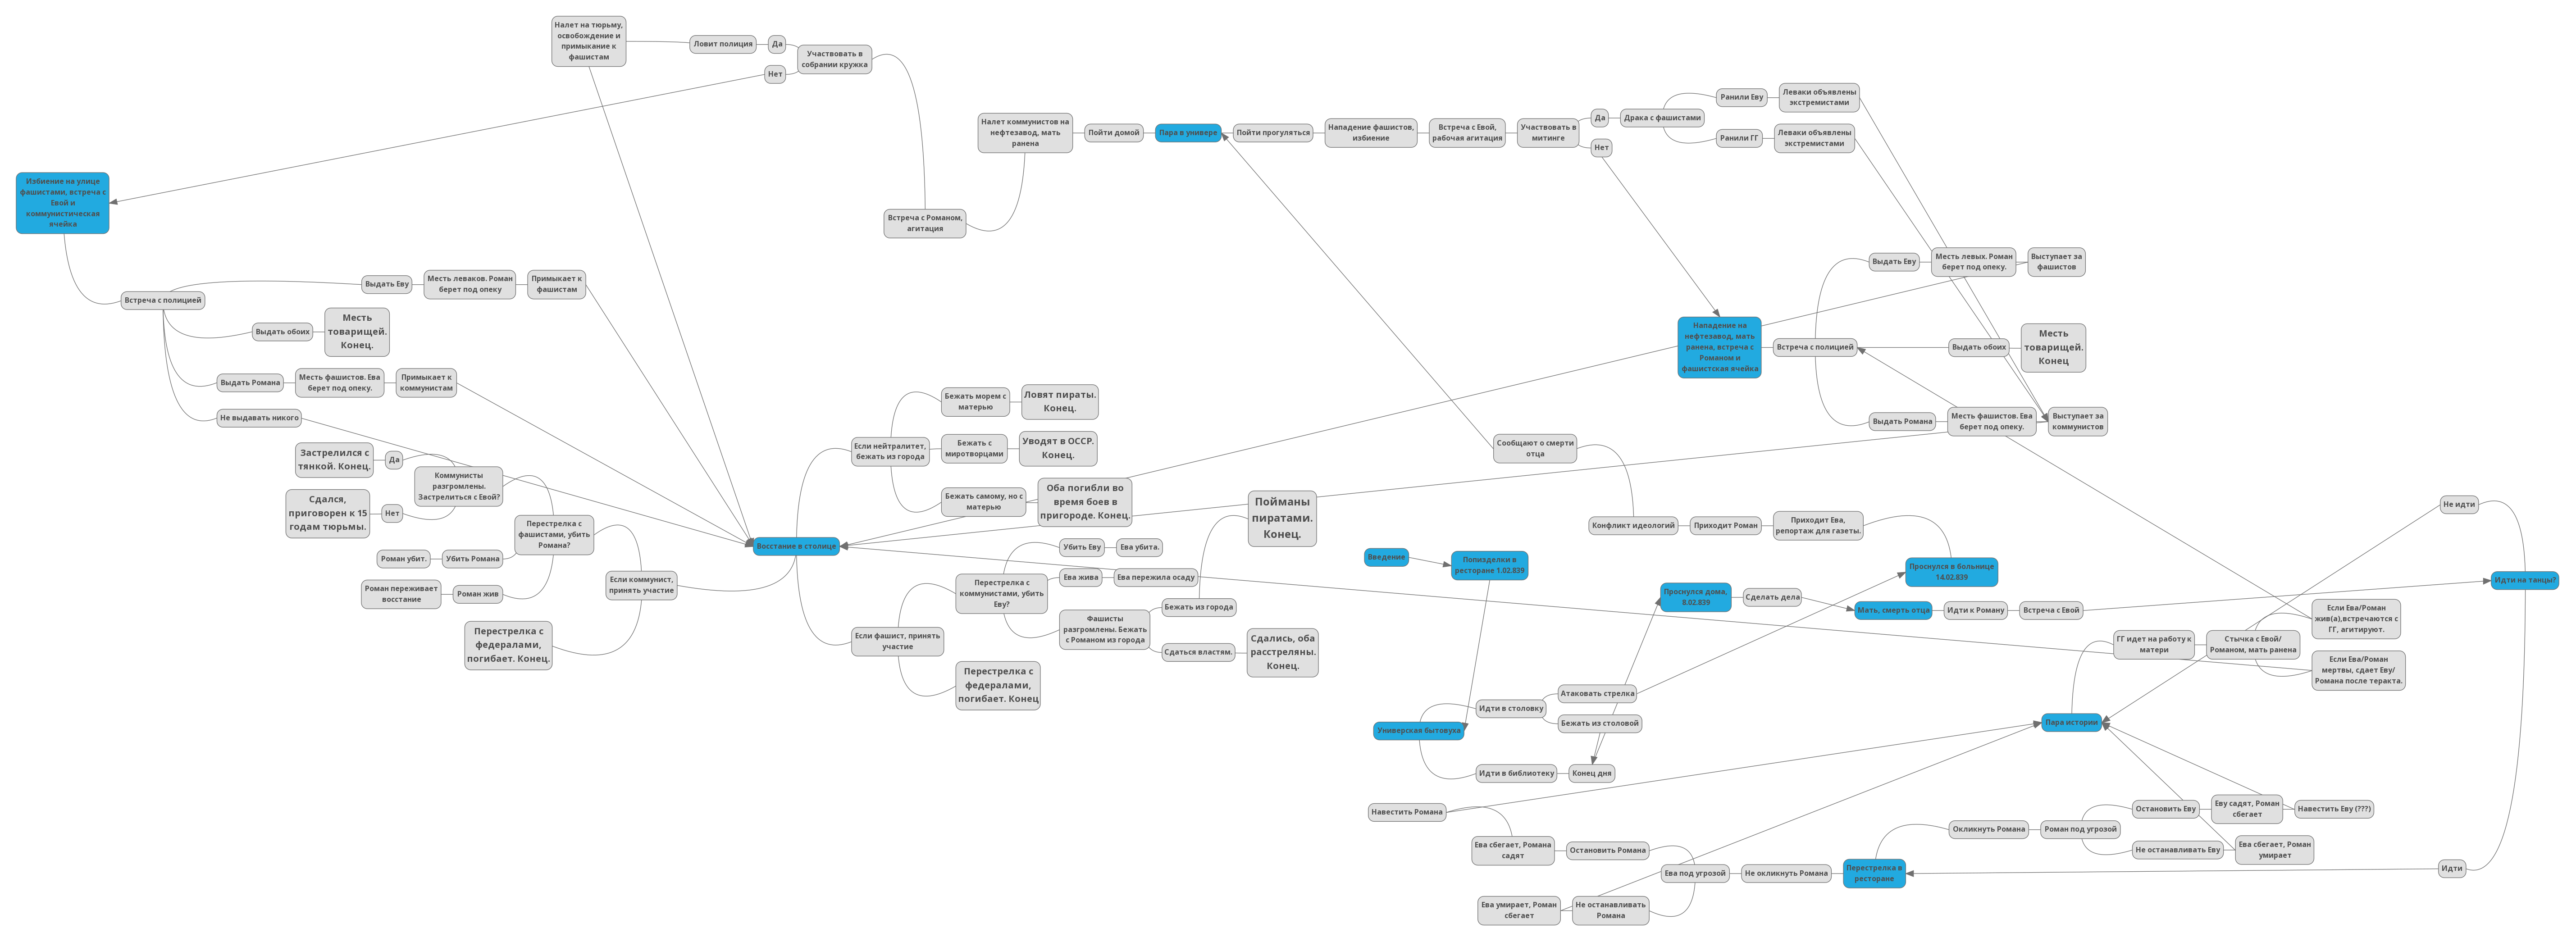 Налет на тюрьму,
освобождение и
примыкание к
фашистам
Ловит полиция
Да
Нет
Участвовать в
собрании кружка
Избиение на улице
фашистами, встреча с
Евой и
коммунистическая
ячейка
Встреча с Романом,
агитация
Налет коммунистов на
нефтезавод, мать
ранена
Пойти домой
Пара в универе
Пойти прогуляться
Нападение фашистов,
избиение
Встреча с Евой,
рабочая агитация
Участвовать в
митинге
Да
Нет
Драка с фашистами
Ранили Еву
Леваки объявлены
экстремистами
Ранили ГГ
Леваки объявлены
экстремистами
Встреча с полицией
Выдать Еву
Месть леваков. Роман
берет под опеку
Примыкает к
фашистам
Выдать обоих
Месть
товарищей.
Конец.
Выдать Романа
Месть фашистов. Ева
берет под опеку.
Примыкает к
коммунистам
Не выдавать никого
Нападение на
нефтезавод, мать
ранена, встреча с
Романом и
фашистская ячейка
Встреча с полицией
Выдать Еву
Месть левых. Роман
берет под опеку.
Выступает за
фашистов
Выдать обоих
Месть
товарищей.
Конец
Выдать Романа
Месть фашистов. Ева
берет под опеку.
Выступает за
коммунистов
Застрелился с
тянкой. Конец.
Да
Сдался,
приговорен к 15
годам тюрьмы.
Нет
Коммунисты
разгромлены.
Застрелиться с Евой?
Роман убит.
Убить Романа
Роман переживает
восстание
Роман жив
Перестрелка с
фашистами, убить
Романа?
Если коммунист,
принять участие
Перестрелка с
федералами,
погибает. Конец.
Восстание в столице
Если нейтралитет,
бежать из города
Бежать морем с
матерью
Ловят пираты.
Конец.
Бежать с
миротворцами
Уводят в ОССР.
Конец.
Бежать самому, но с
матерью
Оба погибли во
время боев в
пригороде. Конец.
Если фашист, принять
участие
Перестрелка с
коммунистами, убить
Еву?
Убить Еву
Ева убита.
Ева жива
Ева пережила осаду
Фашисты
разгромлены. Бежать
с Романом из города
Бежать из города
Пойманы
пиратами.
Конец.
Сдаться властям.
Сдались, оба
расстреляны.
Конец.
Перестрелка с
федералами,
погибает. Конец
Сообщают о смерти
отца
Конфликт идеологий
Приходит Роман
Приходит Ева,
репортаж для газеты.
Проснулся в больнице
14.02.839
Введение
Попизделки в
ресторане 1.02.839
Проснулся дома,
8.02.839
Сделать дела
Мать, смерть отца
Идти к Роману
Встреча с Евой
Идти на танцы?
Не идти
Идти
Универская бытовуха
Идти в столовку
Атаковать стрелка
Бежать из столовой
Идти в библиотеку
Конец дня
Пара истории
ГГ идет на работу к
матери
Стычка с Евой/
Романом, мать ранена
Если Ева/Роман
жив(а),встречаются с
ГГ, агитируют.
Если Ева/Роман
мертвы, сдает Еву/
Романа после теракта.
Навестить Романа
Ева сбегает, Романа
садят
Остановить Романа
Ева под угрозой
Не окликнуть Романа
Перестрелка в
ресторане
Ева умирает, Роман
сбегает
Не останавливать
Романа
Окликнуть Романа
Роман под угрозой
Остановить Еву
Еву садят, Роман
сбегает
Навестить Еву (???)
Не останавливать Еву
Ева сбегает, Роман
умирает